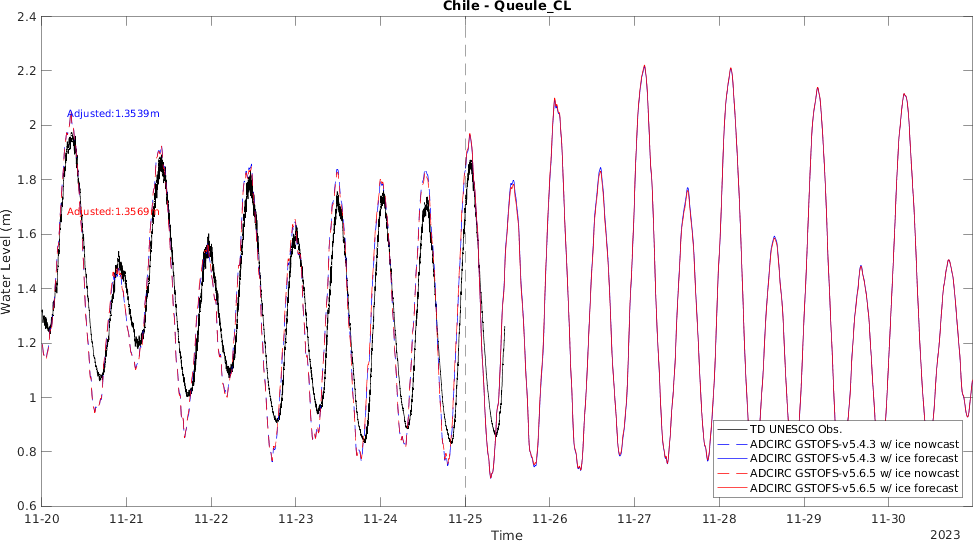 Chile - Queule_CL
2.4
2.2
2
1.8
1.6
1.4
1.2
1
0.8
0.6
Water Level (m)
Adjusted:1.3539m
Adjusted:1.3569m
TD UNESCO Obs.
ADCIRC GSTOFS-v5.4.3 w/ ice nowcast
ADCIRC GSTOFS-v5.4.3 w/ ice forecast
ADCIRC GSTOFS-v5.6.5 w/ ice nowcast
ADCIRC GSTOFS-v5.6.5 w/ ice forecast
11-20 11-21 11-22 11-23 11-24 11-25 11-26 11-27 11-28 11-29 11-30
Time
2023